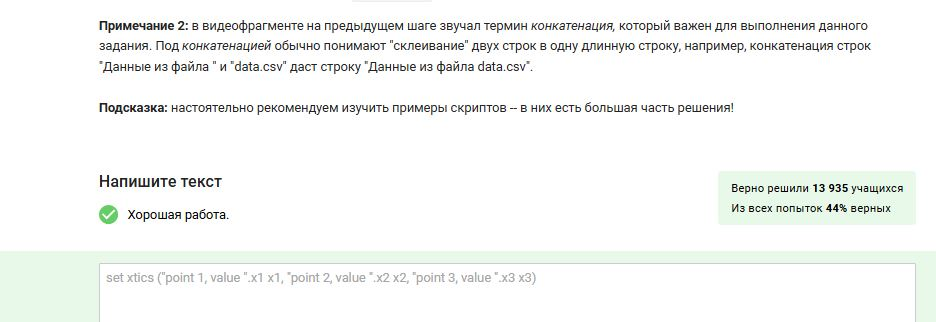 Примечание 2: в видеофрагменте на предыдущем шаге звучал термин конкатенация, который важен для выполнения данного
задания. Под конкатенацией обычно понимают "склеивание" двух строк в одну длинную строку, например, конкатенация строк
"Данные из файла " и "data.csv" даст строку "Данные из файла data.csv".
Подсказка: настоятельно рекомендуем изучить примеры скриптов -- в них есть большая часть решения!
Напишите текст
Верно решили 13 935 учащихся
Из всех попыток 44% верных
Хорошая работа.
set xtics ("point 1, value ".x1 x1, "point 2, value ".x2 x2, "point 3, value ".x3 x3)